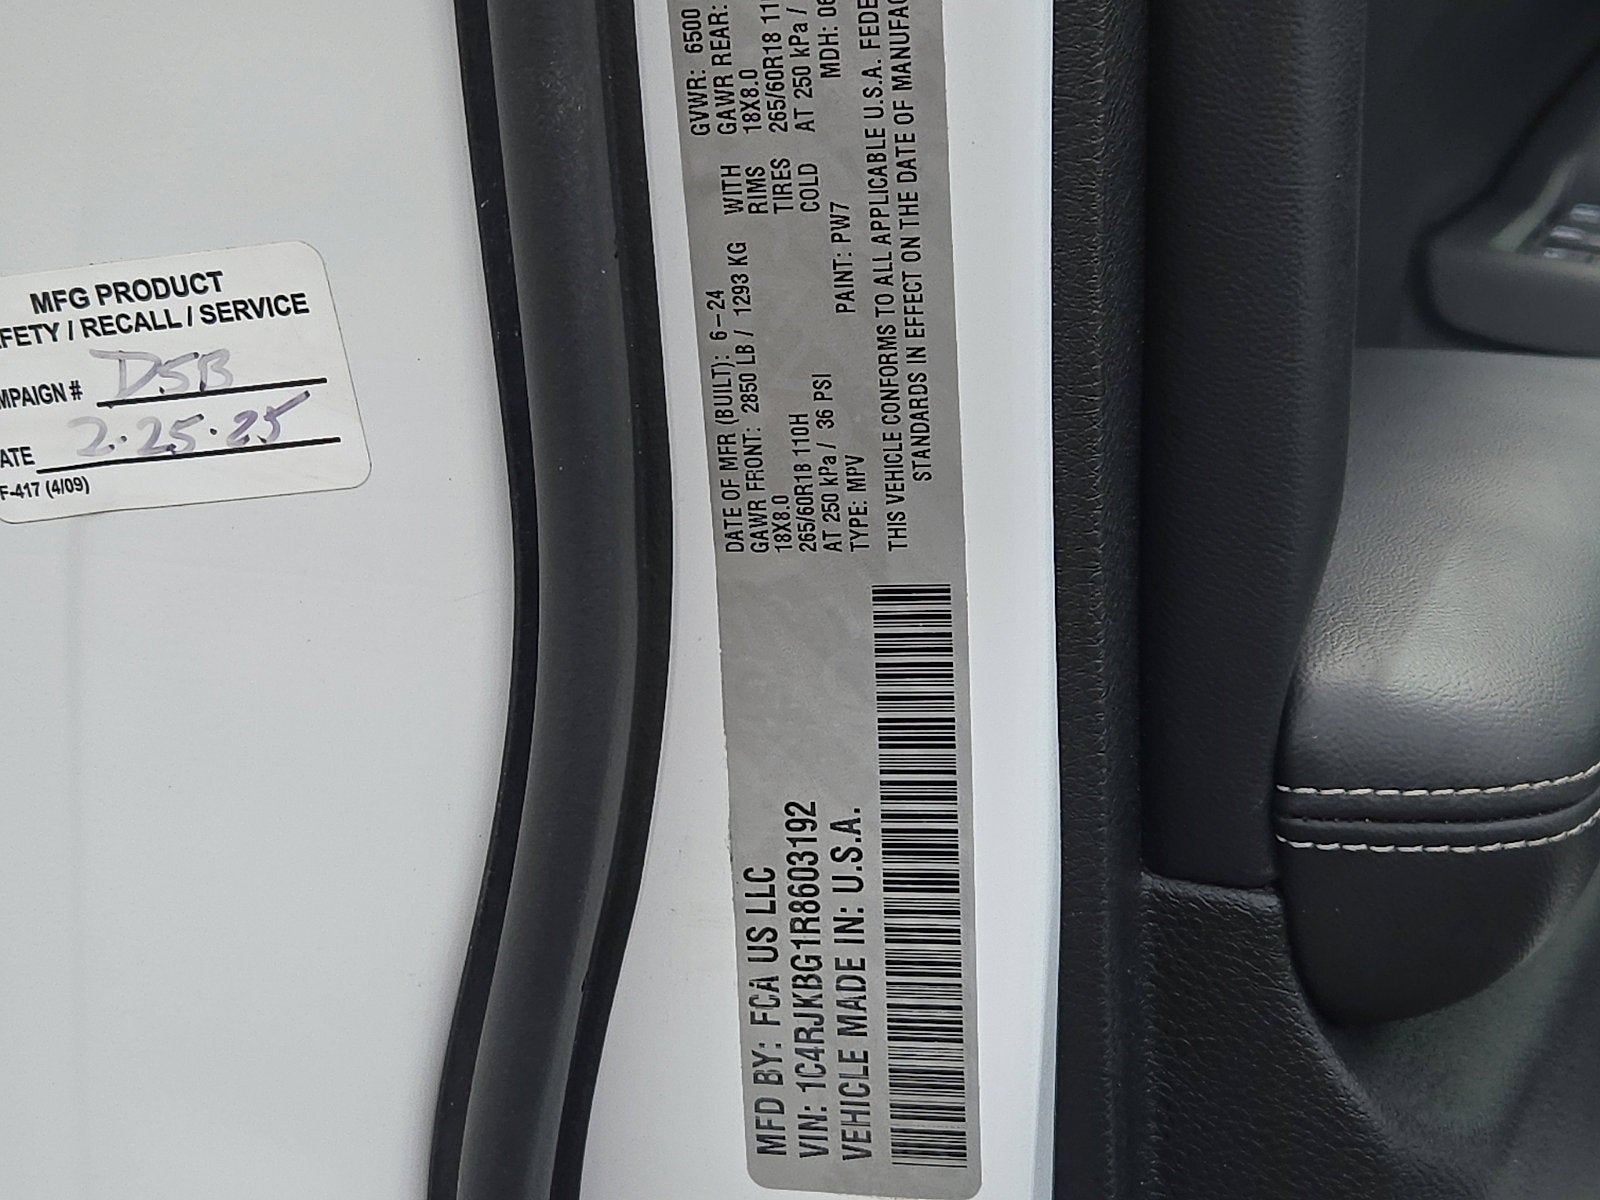 MFG PRODUCT
FETY / RECALL / SERVICE
MPAIGN # D5B
ATE 2.25.25
F-417 (4/09)
MFD BY: FCA US LLC
VIN: 1C4RJKBG1R8603192
VEHICLE MADE IN: U.S.A.
DATE OF MFR (BUILT): 6-24 GVWR: 6500
GAWR FRONT: 2850 LB / 1293 KG WITH GAWR REAR:
18X8.0 RIMS 18X8.0
265/60R18 110H TIRES 265/60R18 11
AT 250 kPa / 36 PSI COLD AT 250 kPa /
TYPE: MPV PAINT: PW7 MDH: 06
THIS VEHICLE CONFORMS TO ALL APPLICABLE U.S.A. FEDE
STANDARDS IN EFFECT ON THE DATE OF MANUFAC